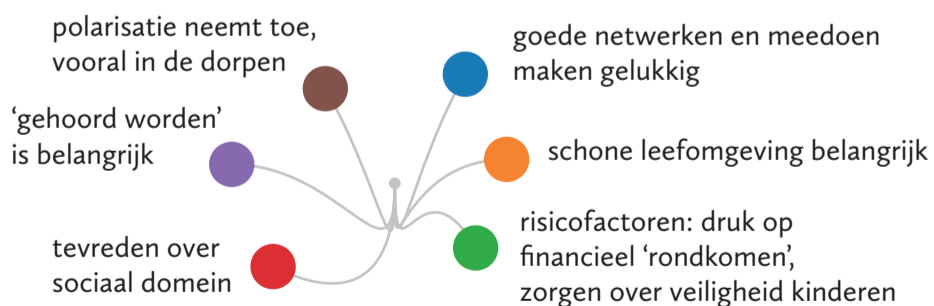 polarisatie neemt toe,
vooral in de dorpen
goede netwerken en meedoen
maken gelukkig
‘gehoord worden’
is belangrijk
schone leefomgeving belangrijk
tevreden over
sociaal domein
risicofactoren: druk op
financieel ‘rondkomen’,
zorgen over veiligheid kinderen